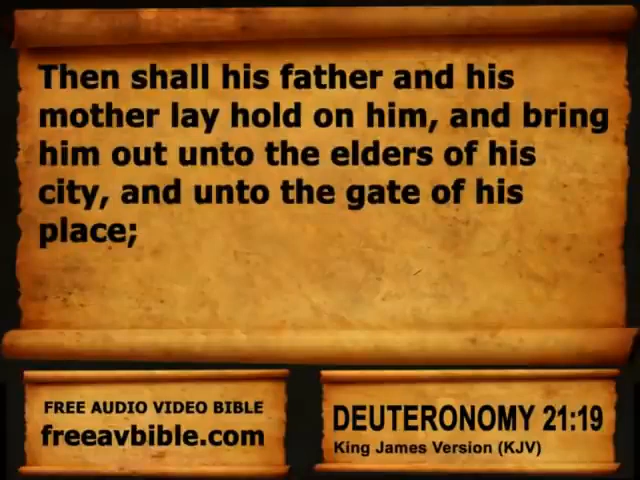 Then shall his father and his
mother lay hold on him, and bring
him out unto the elders of his
city, and unto the gate of his
place;
FREE AUDIO VIDEO BIBLE
freeavbible.com
DEUTERONOMY 21:19
King James Version (KJV)